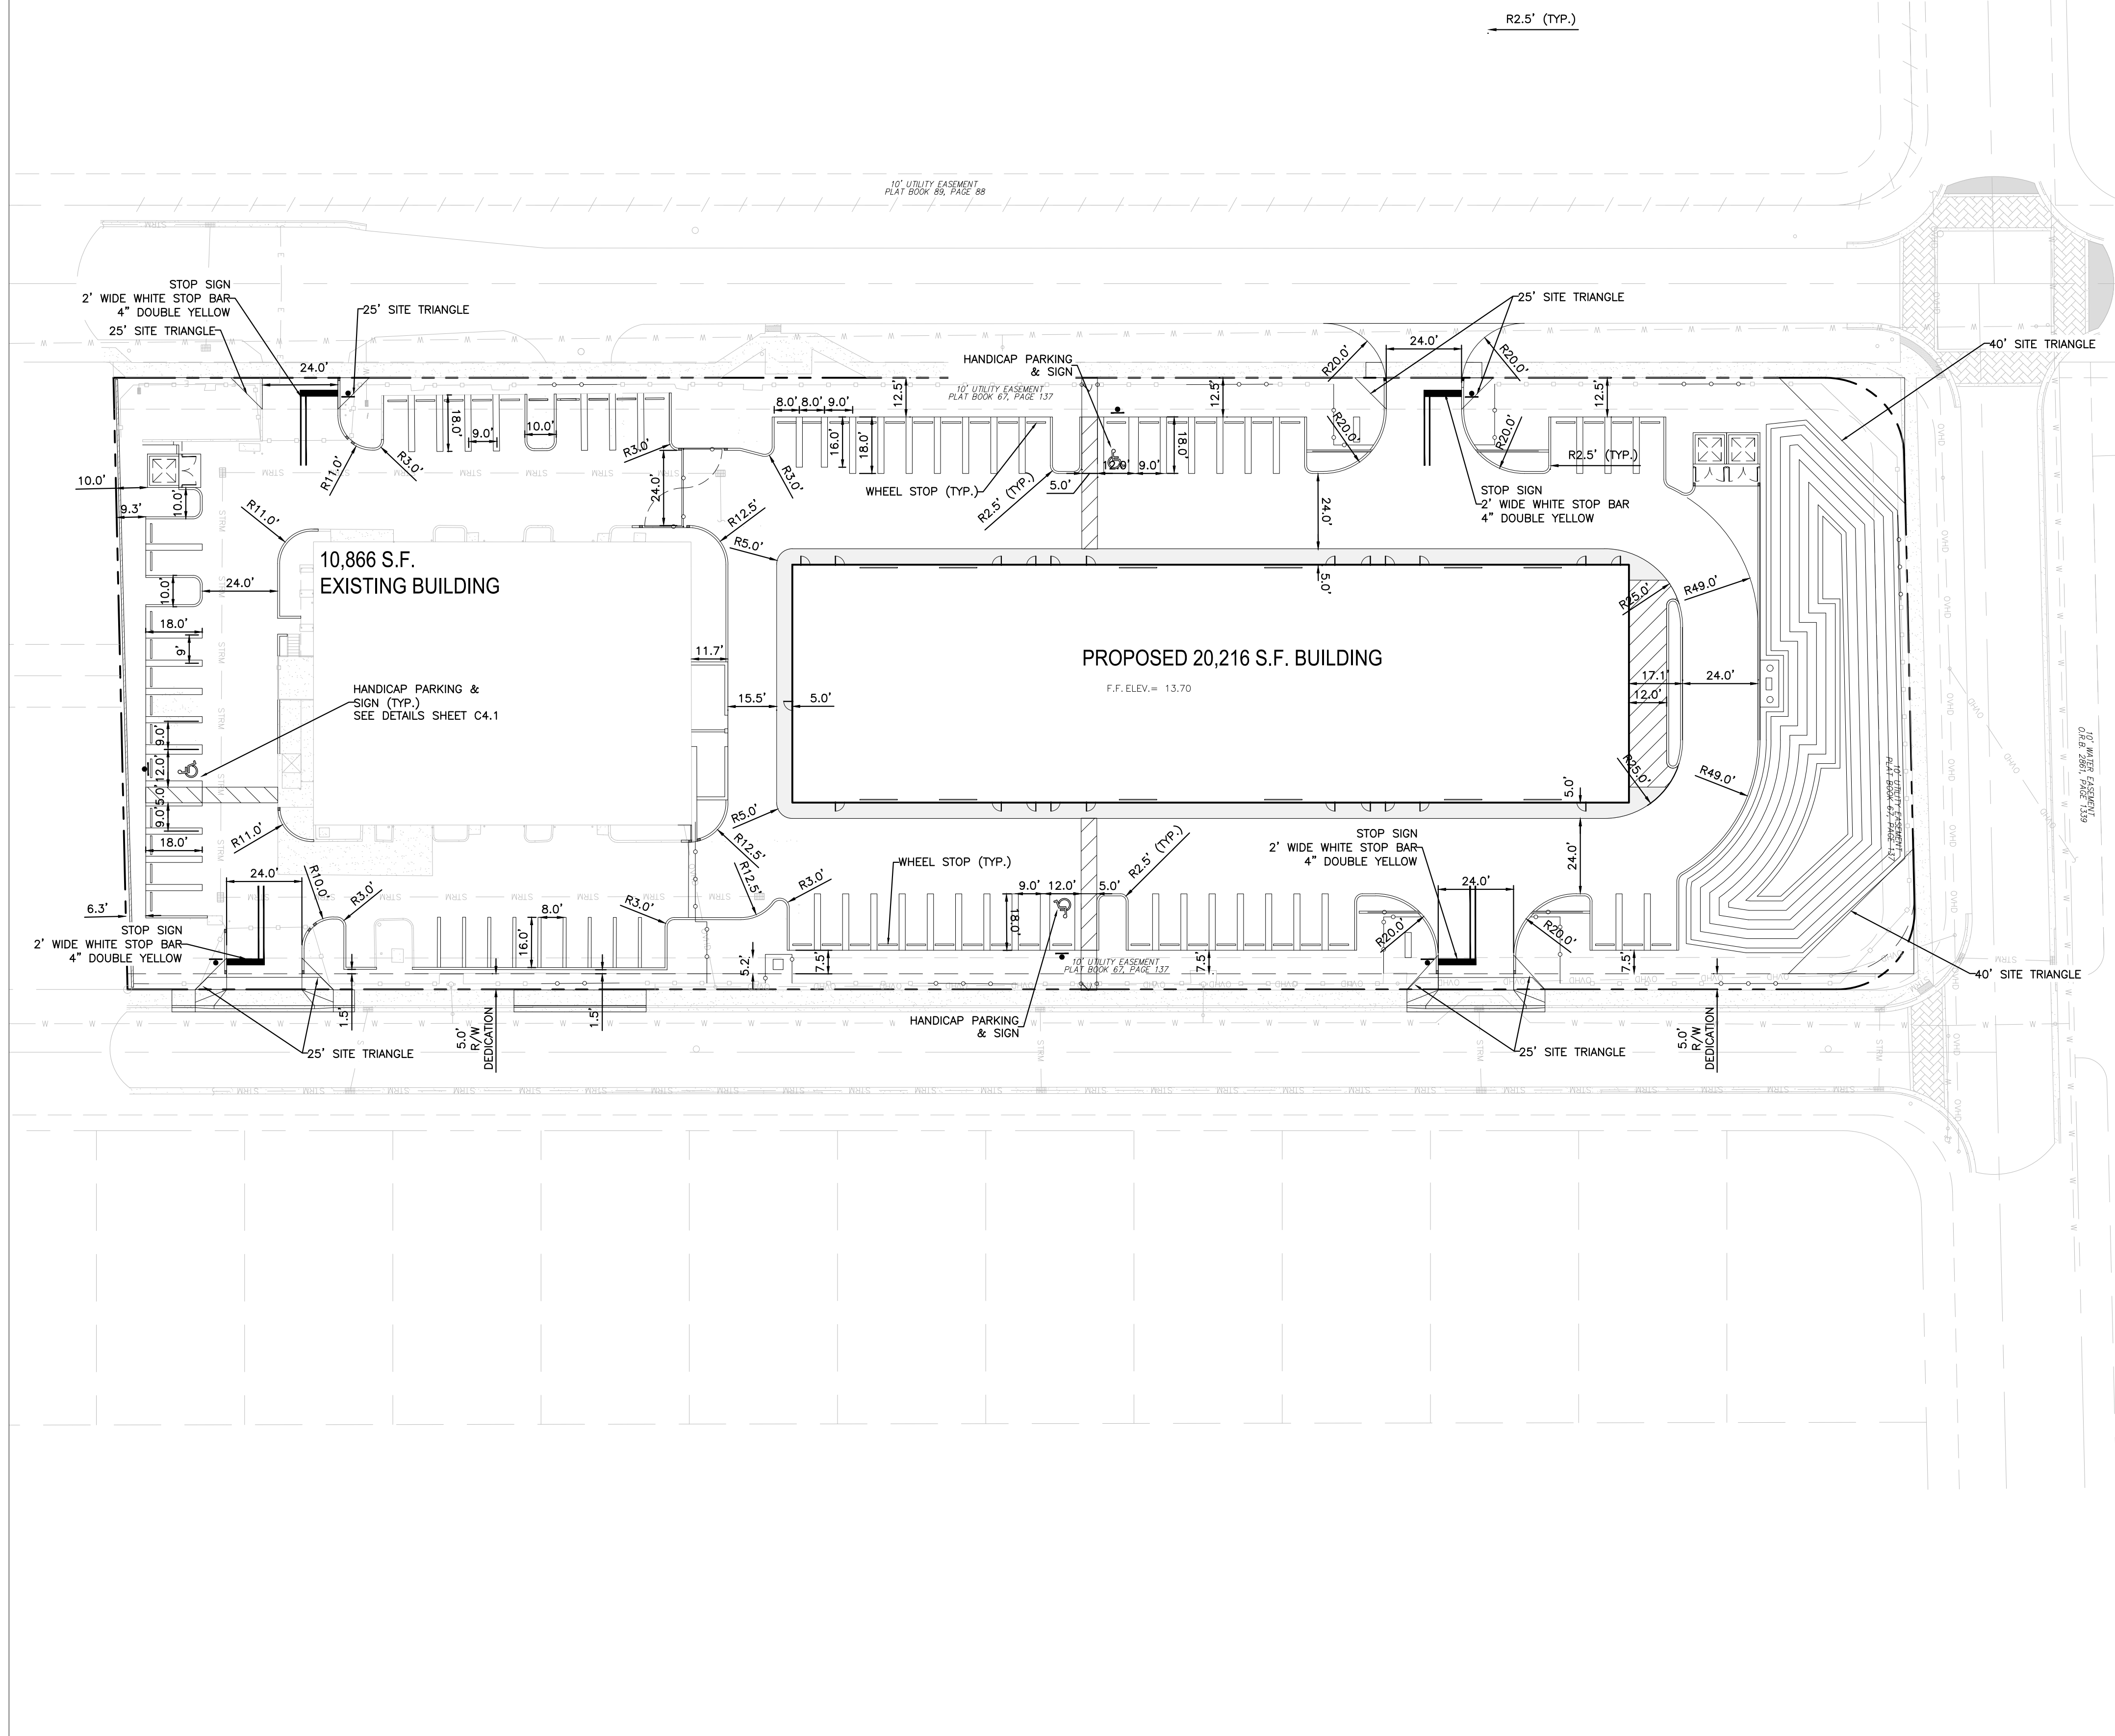 R2.5' (TYP.)
10' UTILITY EASEMENT
PLAT BOOK 89, PAGE 88
STOP SIGN
2' WIDE WHITE STOP BAR
4" DOUBLE YELLOW
25' SITE TRIANGLE
25' SITE TRIANGLE
24.0'
HANDICAP PARKING
& SIGN
10' UTILITY EASEMENT
PLAT BOOK 67, PAGE 137
25' SITE TRIANGLE
R20.0'
24.0'
R20.0'
40' SITE TRIANGLE
12.5'
12.5'
12.5'
8.0'
8.0'
9.0'
18.0'
9.0'
10.0'
R11.0'
R3.0'
R3.0'
24.0'
R3.0'
16.0'
18.0'
WHEEL STOP (TYP.)
R2.5' (TYP.)
5.0'
12.0'
9.0'
18.0'
R20.0'
R20.0'
R2.5' (TYP.)
STOP SIGN
2' WIDE WHITE STOP BAR
4" DOUBLE YELLOW
10.0'
9.3'
10.0'
R11.0'
R12.5'
R5.0'
24.0'
5.0'
10,866 S.F.
EXISTING BUILDING
10.0'
24.0'
18.0'
9'
R25.0'
R49.0'
PROPOSED 20,216 S.F. BUILDING
F.F. ELEV.= 13.70
11.7'
15.5'
5.0'
17.1'
12.0'
24.0'
HANDICAP PARKING &
SIGN (TYP.)
SEE DETAILS SHEET C4.1
9.0'
12.0'
5.0'
9.0'
18.0'
R11.0'
R5.0'
R12.5'
R25.0'
R49.0'
5.0'
10' UTILITY EASEMENT
PLAT BOOK 67, PAGE 137
10' WATER EASEMENT
O.R.B. 2861, PAGE 1339
STOP SIGN
2' WIDE WHITE STOP BAR
4" DOUBLE YELLOW
24.0'
24.0'
R10.0'
R3.0'
8.0'
16.0'
R3.0'
R12.5'
R3.0'
WHEEL STOP (TYP.)
9.0'
12.0'
5.0'
R2.5' (TYP.)
18.0'
24.0'
R20.0'
R20.0'
6.3'
STOP SIGN
2' WIDE WHITE STOP BAR
4" DOUBLE YELLOW
5.2'
7.5'
10' UTILITY EASEMENT
PLAT BOOK 67, PAGE 137
7.5'
7.5'
40' SITE TRIANGLE
1.5'
1.5'
5.0'
R/W
DEDICATION
HANDICAP PARKING
& SIGN
25' SITE TRIANGLE
25' SITE TRIANGLE
5.0'
R/W
DEDICATION
STRM
OVHD
W
E